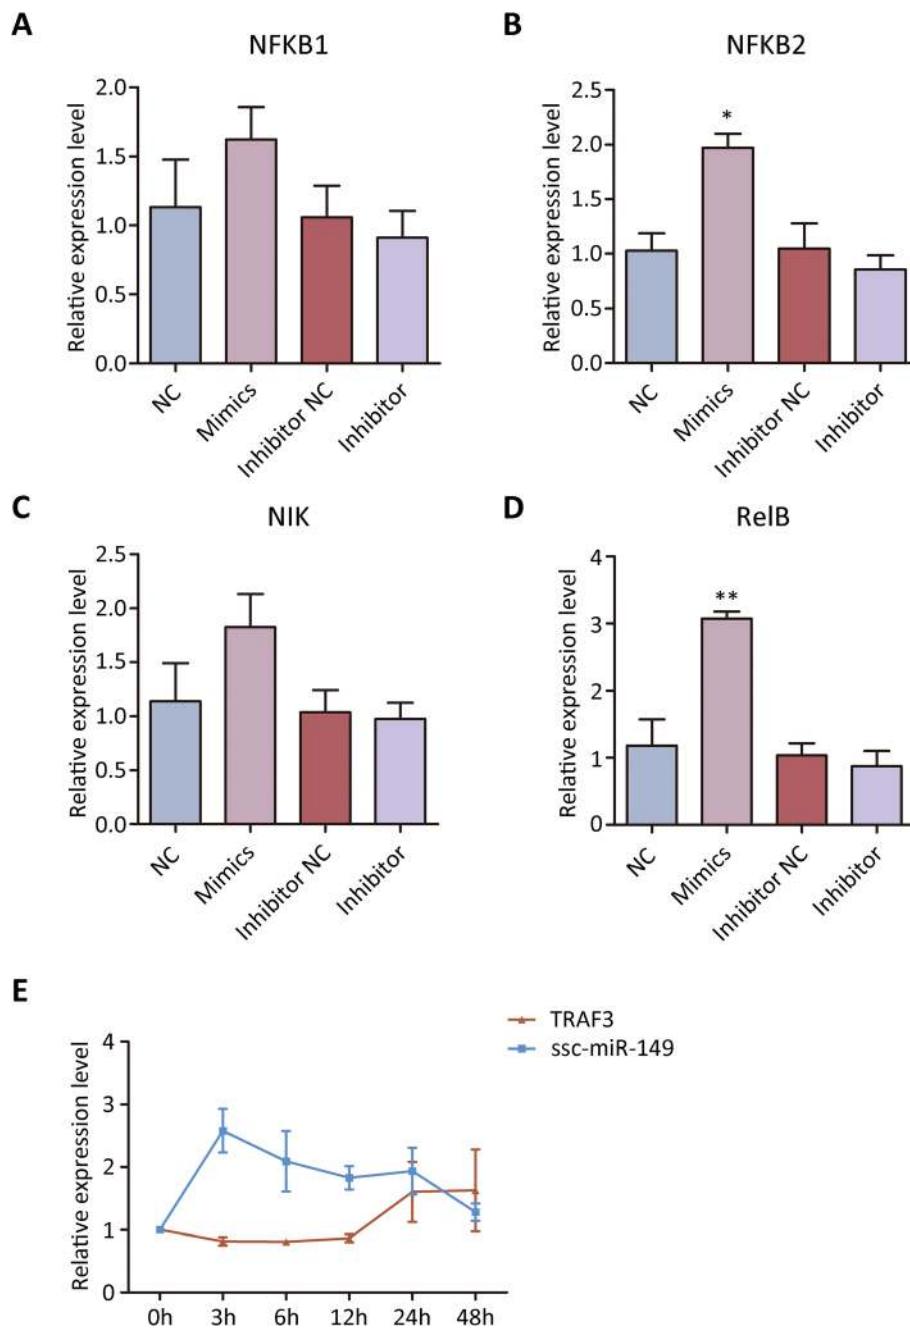 A
NFKB1
Relative expression level
2.0
1.5
1.0
0.5
0.0
NC
Mimics
Inhibitor NC
Inhibitor
B
NFKB2
Relative expression level
2.5
2.0
1.5
1.0
0.5
0.0
*
NC
Mimics
Inhibitor NC
Inhibitor
C
NIK
Relative expression level
2.5
2.0
1.5
1.0
0.5
0.0
NC
Mimics
Inhibitor NC
Inhibitor
D
RelB
Relative expression level
4
3
2
1
0
**
NC
Mimics
Inhibitor NC
Inhibitor
E
Relative expression level
4
3
2
1
0
0h 3h 6h 12h 24h 48h
TRAF3
ssc-miR-149